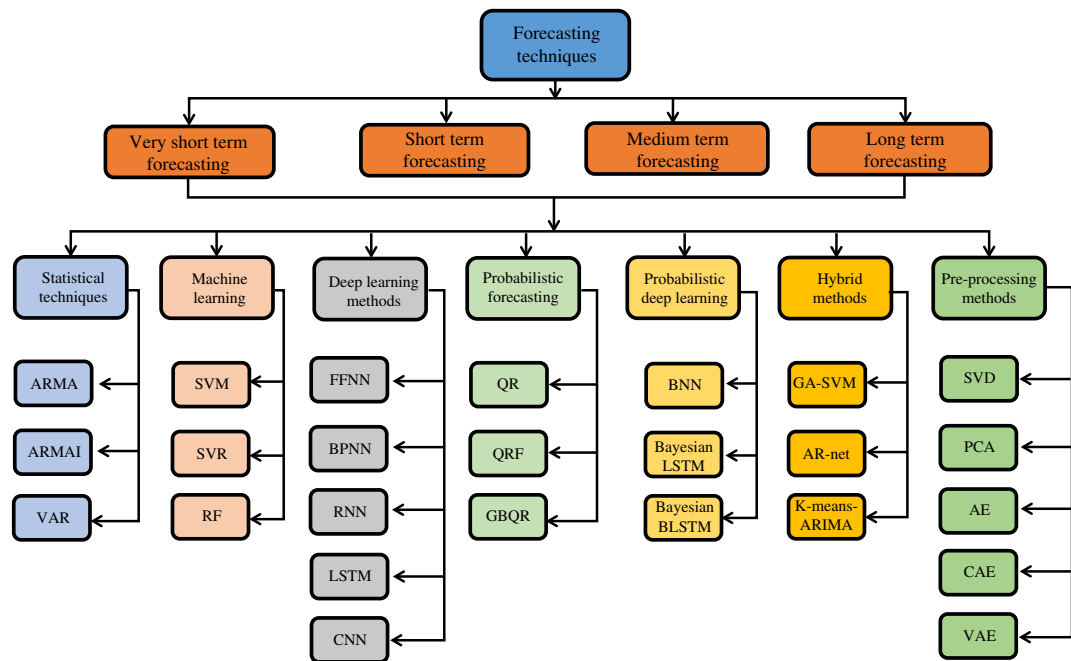 Forecasting
techniques
Very short term
forecasting
Short term
forecasting
Medium term
forecasting
Long term
forecasting
Statistical
techniques
Machine
learning
Deep learning
methods
Probabilistic
forecasting
Probabilistic
deep learning
Hybrid
methods
Pre-processing
methods
ARMA
ARMAI
VAR
SVM
SVR
RF
FFNN
BPNN
RNN
LSTM
CNN
QR
QRF
GBQR
BNN
Bayesian
LSTM
Bayesian
BLSTM
GA-SVM
AR-net
K-means-
ARIMA
SVD
PCA
AE
CAE
VAE